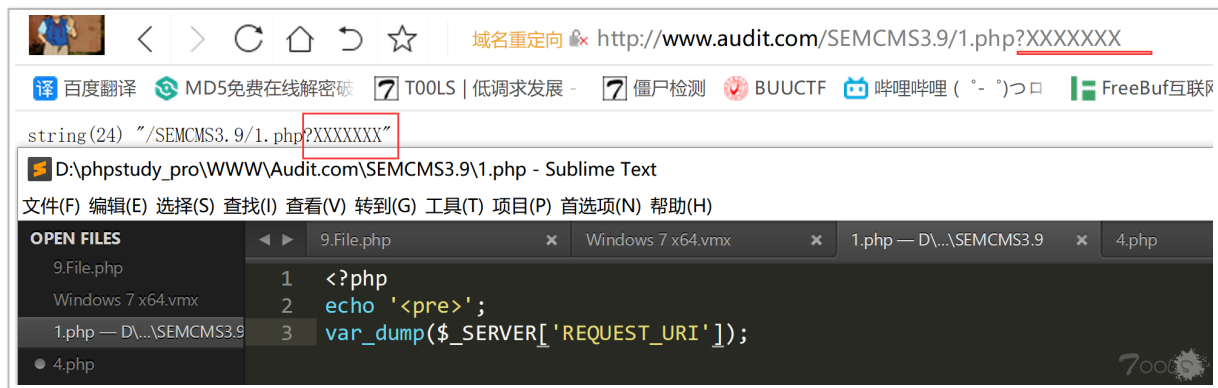 域名重定向 http://www.audit.com/SEMCMS3.9/1.php?XXXXXXX
译 百度翻译 MD5免费在线解密破 7 T00LS | 低调求发展 - 7 僵尸检测 BUUCTF 哔哩哔哩 ( ゜- ゜)つロ FreeBuf互联网
string(24) "/SEMCMS3.9/1.php?XXXXXXX"
D:\phpstudy_pro\WWW\Audit.com\SEMCMS3.9\1.php - Sublime Text
文件(F) 编辑(E) 选择(S) 查找(I) 查看(V) 转到(G) 工具(T) 项目(P) 首选项(N) 帮助(H)
OPEN FILES
9.File.php
Windows 7 x64.vmx
1.php — D\...\SEMCMS3.9
4.php
9.File.php Windows 7 x64.vmx 1.php — D\...\SEMCMS3.9 4.php
1 <?php
2 echo '<pre>';
3 var_dump($_SERVER['REQUEST_URI']);
7ooLS